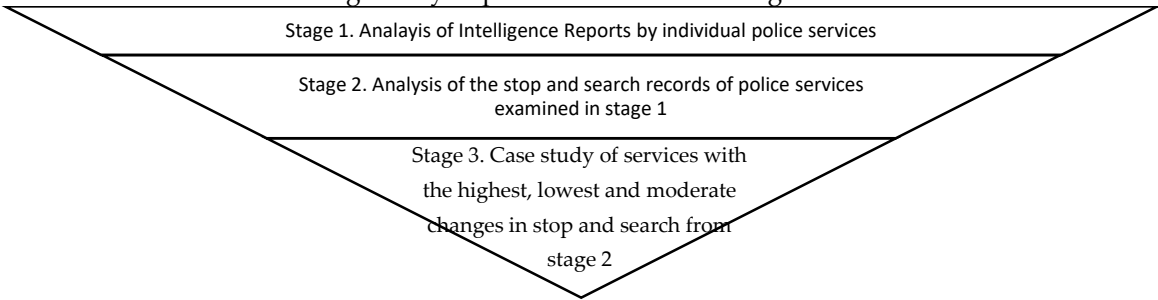 Stage 1. Analayis of Intelligence Reports by individual police services
Stage 2. Analysis of the stop and search records of police services
examined in stage 1
Stage 3. Case study of services with
the highest, lowest and moderate
changes in stop and search from
stage 2